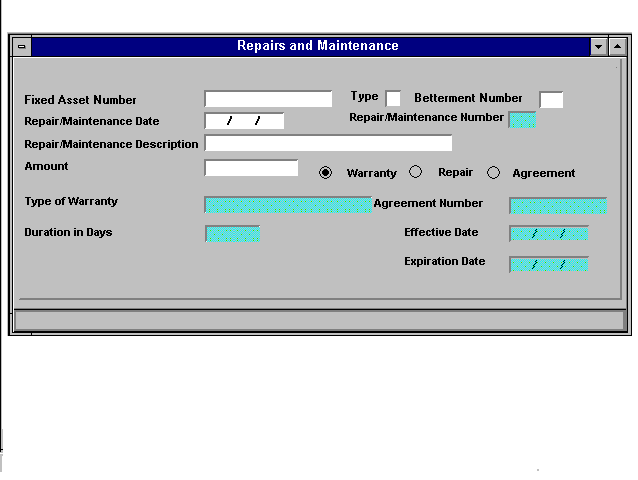 Repairs and Maintenance
Fixed Asset Number Type Betterment Number
Repair/Maintenance Date / / Repair/Maintenance Number
Repair/Maintenance Description
Amount Warranty Repair Agreement
Type of Warranty Agreement Number
Duration in Days Effective Date / /
Expiration Date / /